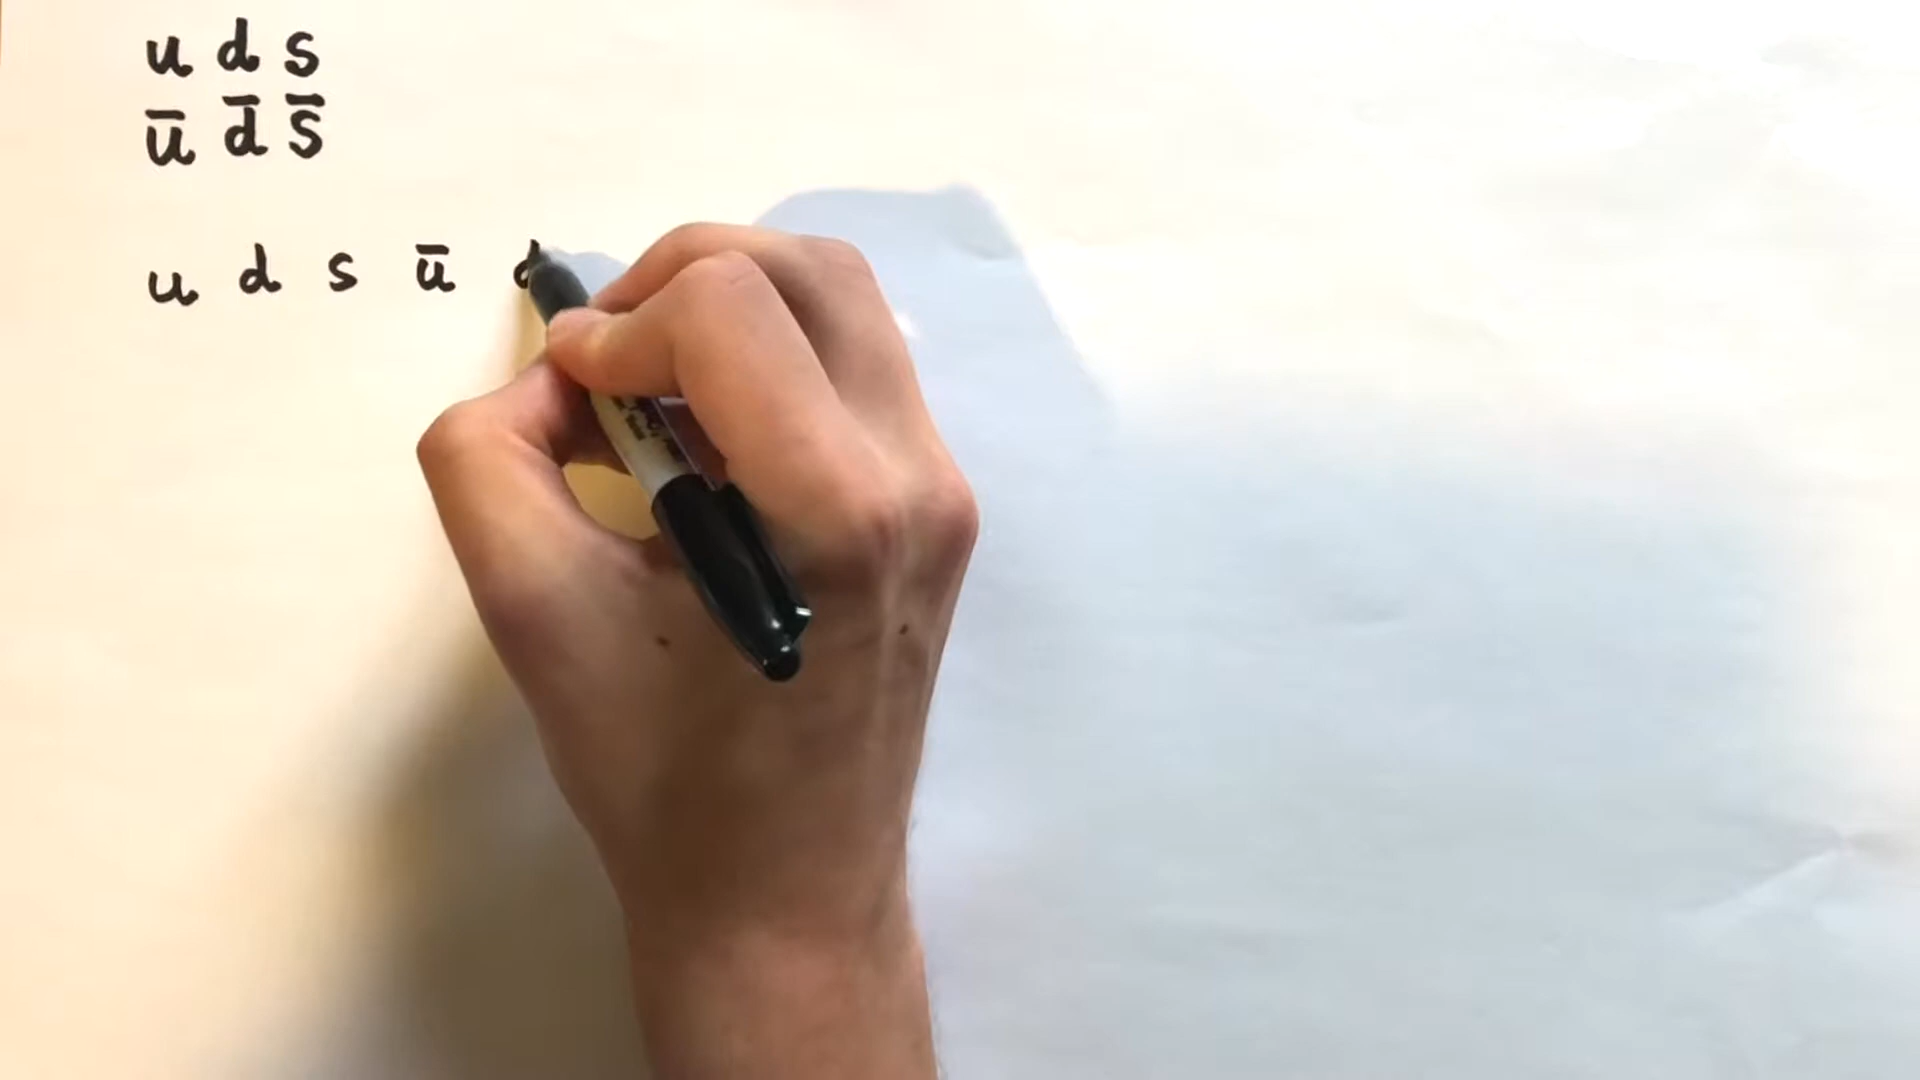 u d s
ū d̄ s̄
u d s ū